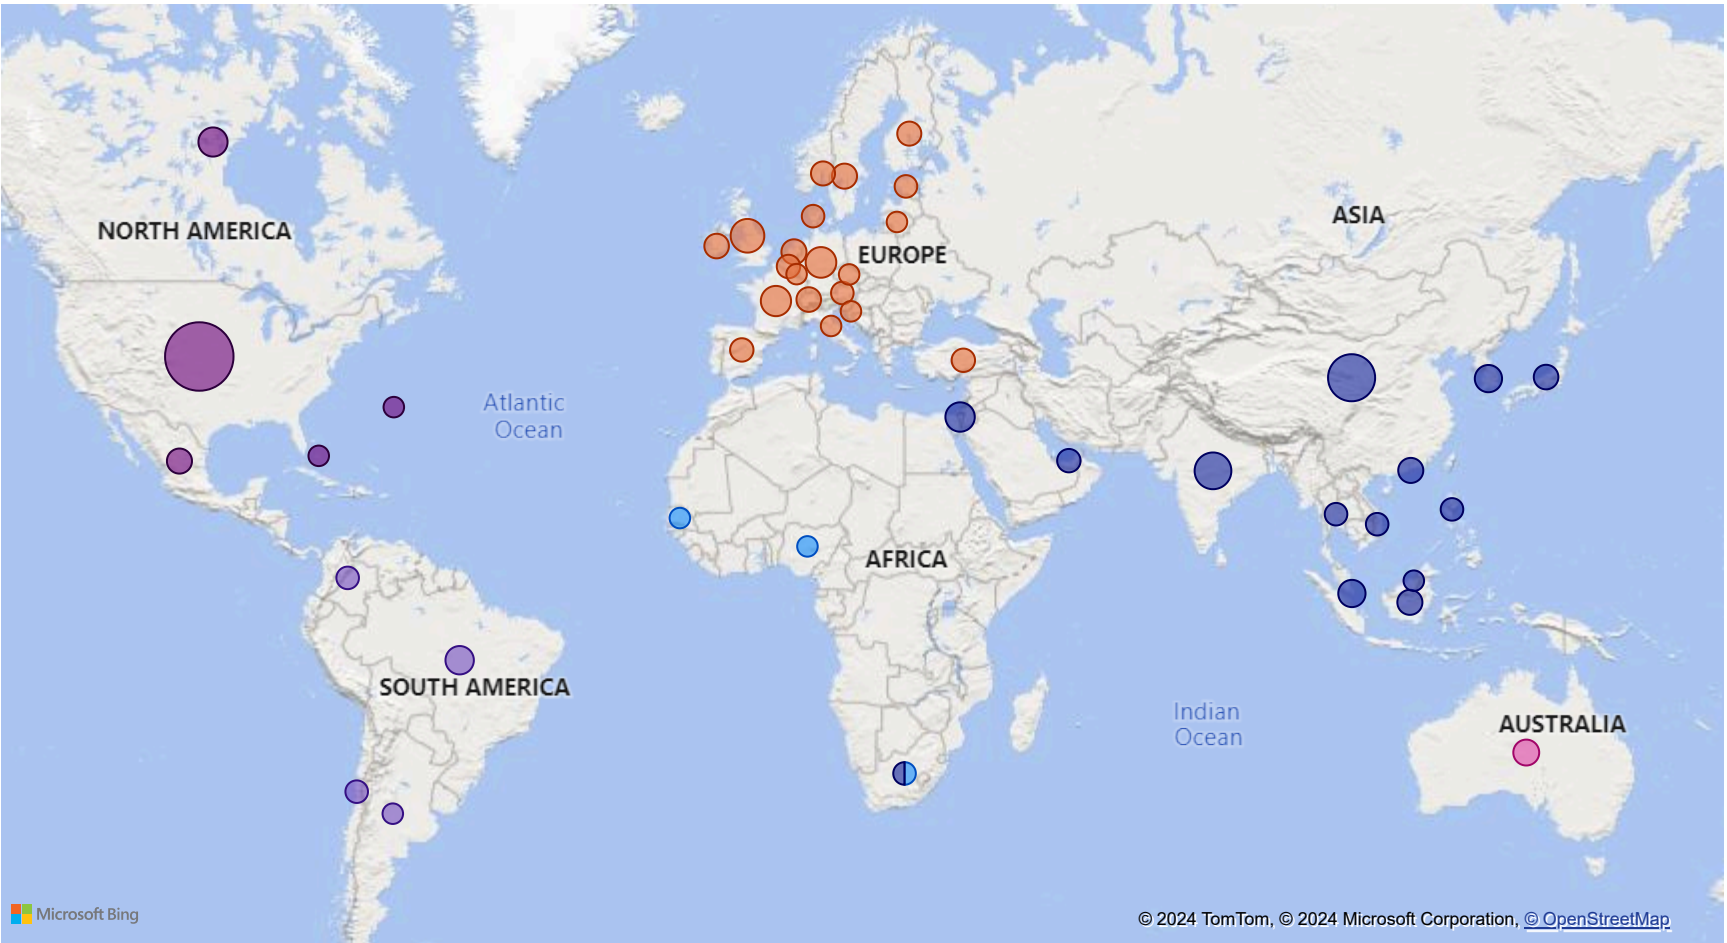 ASIA
NORTH AMERICA
EUROPE
Atlantic
Ocean
AFRICA
SOUTH AMERICA
Indian
Ocean
AUSTRALIA
Microsoft Bing
© 2024 TomTom, © 2024 Microsoft Corporation, © OpenStreetMap